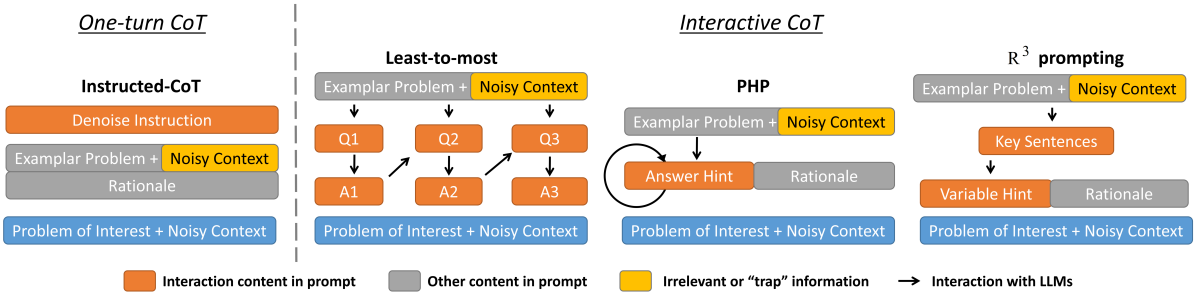 One-turn CoT
Interactive CoT
Instructed-CoT
Denoise Instruction
Examplar Problem + Noisy Context
Rationale
Problem of Interest + Noisy Context
Least-to-most
Examplar Problem + Noisy Context
Q1 Q2 Q3
A1 A2 A3
Problem of Interest + Noisy Context
PHP
Examplar Problem + Noisy Context
Answer Hint Rationale
Problem of Interest + Noisy Context
R³ prompting
Examplar Problem + Noisy Context
Key Sentences
Variable Hint Rationale
Problem of Interest + Noisy Context
Interaction content in prompt Other content in prompt Irrelevant or “trap” information Interaction with LLMs